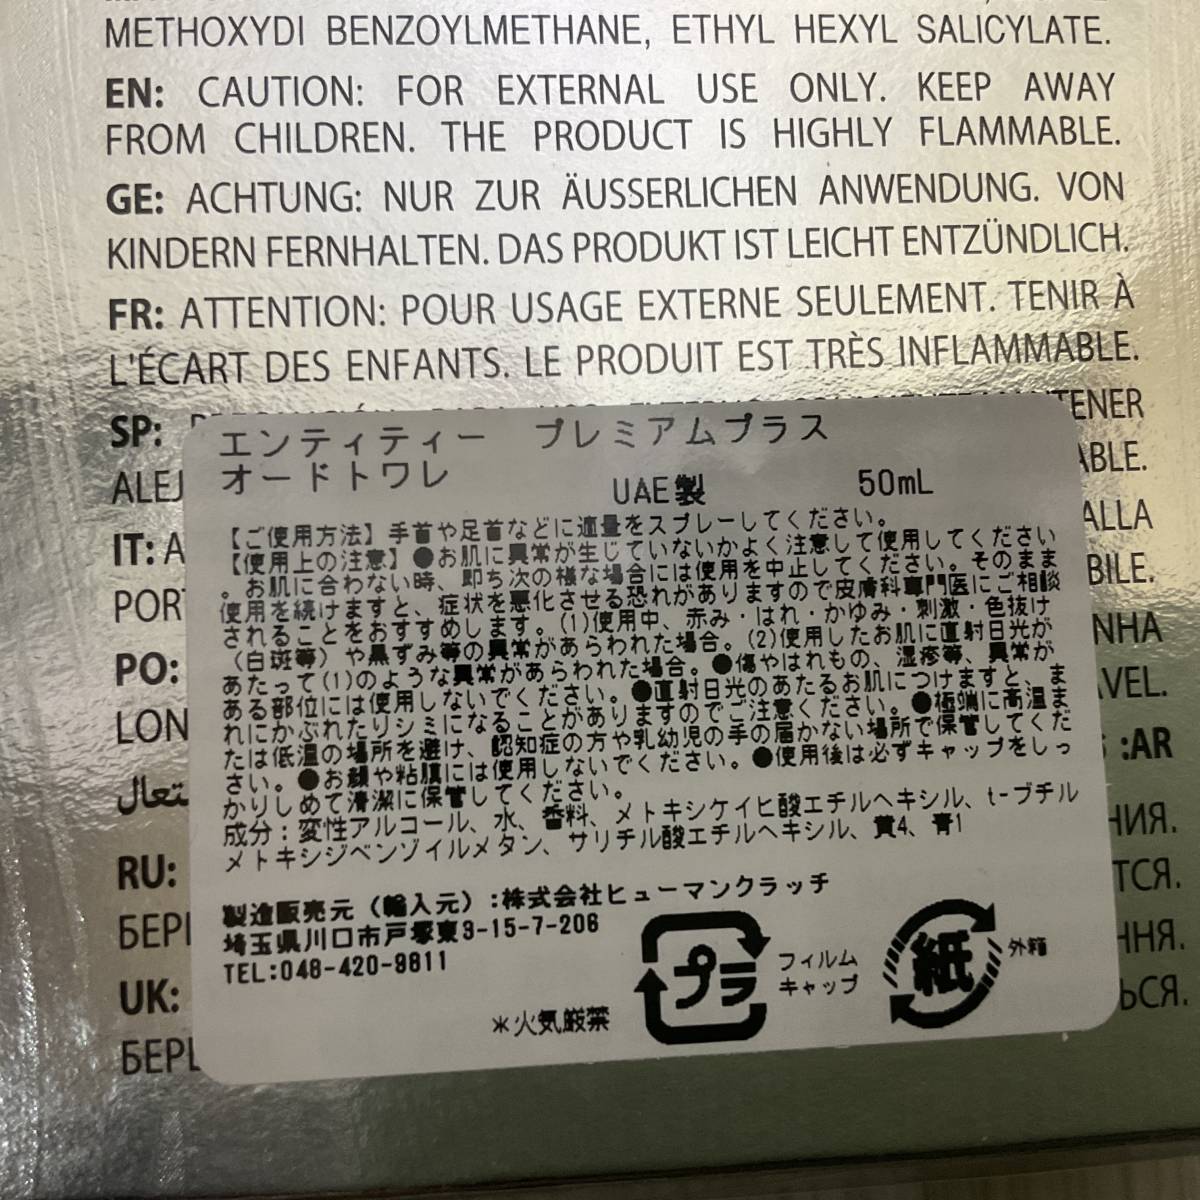 METHOXYDI BENZOYLMETHANE, ETHYL HEXYL SALICYLATE.
EN: CAUTION: FOR EXTERNAL USE ONLY. KEEP AWAY
FROM CHILDREN. THE PRODUCT IS HIGHLY FLAMMABLE.
GE: ACHTUNG: NUR ZUR ÄUSSERLICHEN ANWENDUNG. VON
KINDERN FERNHALTEN. DAS PRODUKT IST LEICHT ENTZÜNDLICH.
FR: ATTENTION: POUR USAGE EXTERNE SEULEMENT. TENIR À
L'ÉCART DES ENFANTS. LE PRODUIT EST TRÈS INFLAMMABLE.
SP:
エンティティー プレミアムプラス
オードトワレ
UAE製 50mL
【ご使用方法】手首や足首などに適量をスプレーしてください。
【使用上の注意】●お肌に異常が生じていないかよく注意して使用してください
。お肌に合わない時、即ち次の様な場合には使用を中止してください。そのまま
使用を続けますと、症状を悪化させる恐れがありますので皮膚科専門医にご相談
されることをおすすめします。(1)使用中、赤み・はれ・かゆみ・刺激・色抜け
(白斑等)や黒ずみ等の異常があらわれた場合。(2)使用したお肌に直射日光が
あたって(1)のような異常があらわれた場合。●傷やはれもの、湿疹等、異常が
ある部位には使用しないでください。●直射日光のあたるお肌につけますと、ま
れにかぶれたりシミになることがありますのでご注意ください。●極端に高温ま
たは低温の場所を避け、認知症の方や乳幼児の手の届かない場所で保管してくだ
さい。●お顔や粘膜には使用しないでください。●使用後は必ずキャップをしっ
かりしめて清潔に保管してください。
成分：変性アルコール、水、香料、メトキシケイヒ酸エチルヘキシル、t-ブチル
メトキシジベンゾイルメタン、サリチル酸エチルヘキシル、黄4、青1
製造販売元（輸入元）:株式会社ヒューマンクラッチ
埼玉県川口市戸塚東3-15-7-206
TEL:048-420-9811
プラ フィルム
キャップ
紙 外箱
＊火気厳禁
IT:
PO:
:AR
RU:
UK: